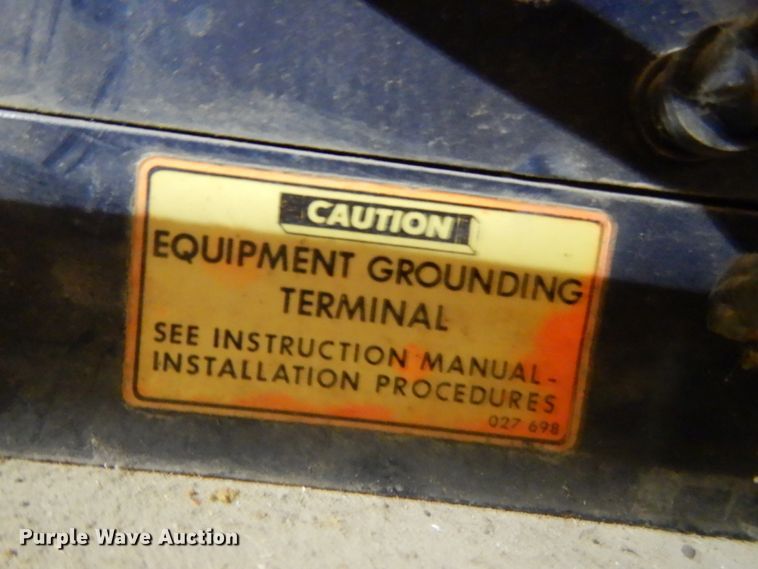 CAUTION
EQUIPMENT GROUNDING
TERMINAL
SEE INSTRUCTION MANUAL-
INSTALLATION PROCEDURES
027 698
Purple Wave Auction